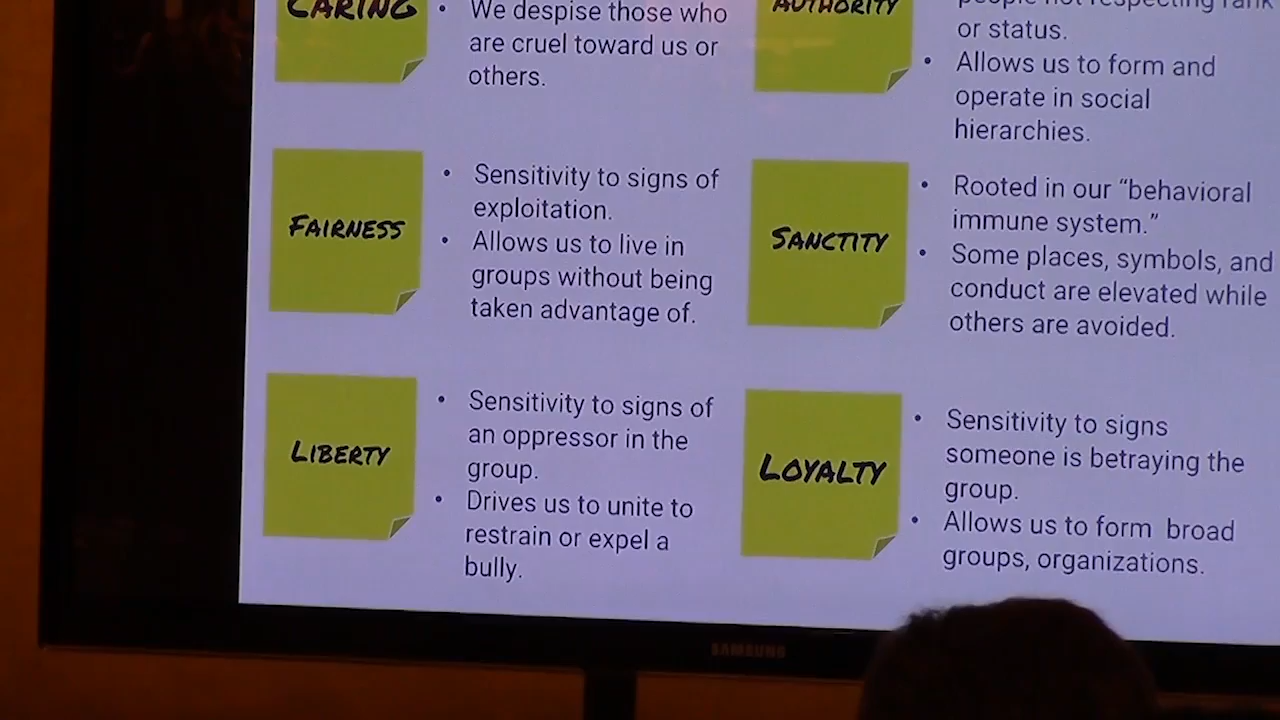 CARING
• We despise those who
are cruel toward us or
others.
FAIRNESS
• Sensitivity to signs of
exploitation.
• Allows us to live in
groups without being
taken advantage of.
LIBERTY
• Sensitivity to signs of
an oppressor in the
group.
• Drives us to unite to
restrain or expel a
bully.
AUTHORITY
people not respecting rank
or status.
• Allows us to form and
operate in social
hierarchies.
SANCTITY
• Rooted in our “behavioral
immune system.”
• Some places, symbols, and
conduct are elevated while
others are avoided.
LOYALTY
• Sensitivity to signs
someone is betraying the
group.
• Allows us to form broad
groups, organizations.
SAMSUNG